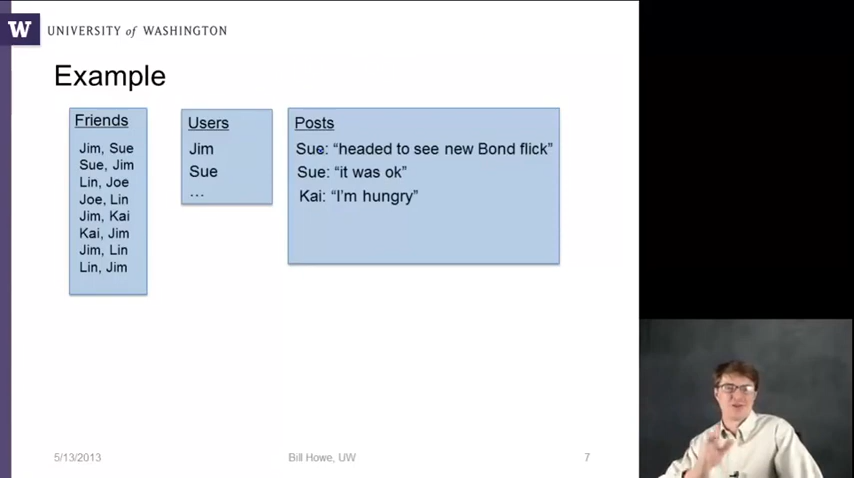 W
UNIVERSITY of WASHINGTON
Example
Friends
Jim, Sue
Sue, Jim
Lin, Joe
Joe, Lin
Jim, Kai
Kai, Jim
Jim, Lin
Lin, Jim
Users
Jim
Sue
...
Posts
Sue: “headed to see new Bond flick”
Sue: “it was ok”
Kai: “I’m hungry”
5/13/2013
Bill Howe, UW
7